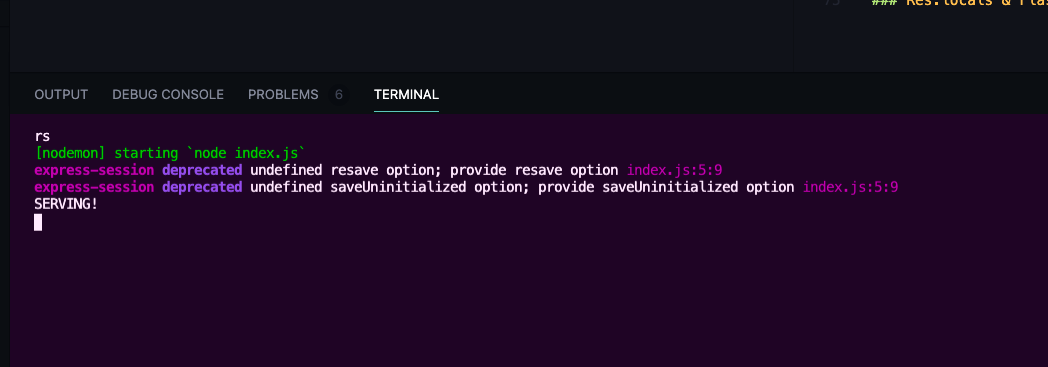 75 ### Res.locals & Flas
OUTPUT DEBUG CONSOLE PROBLEMS 6 TERMINAL
rs
[nodemon] starting `node index.js`
express-session deprecated undefined resave option; provide resave option index.js:5:9
express-session deprecated undefined saveUninitialized option; provide saveUninitialized option index.js:5:9
SERVING!